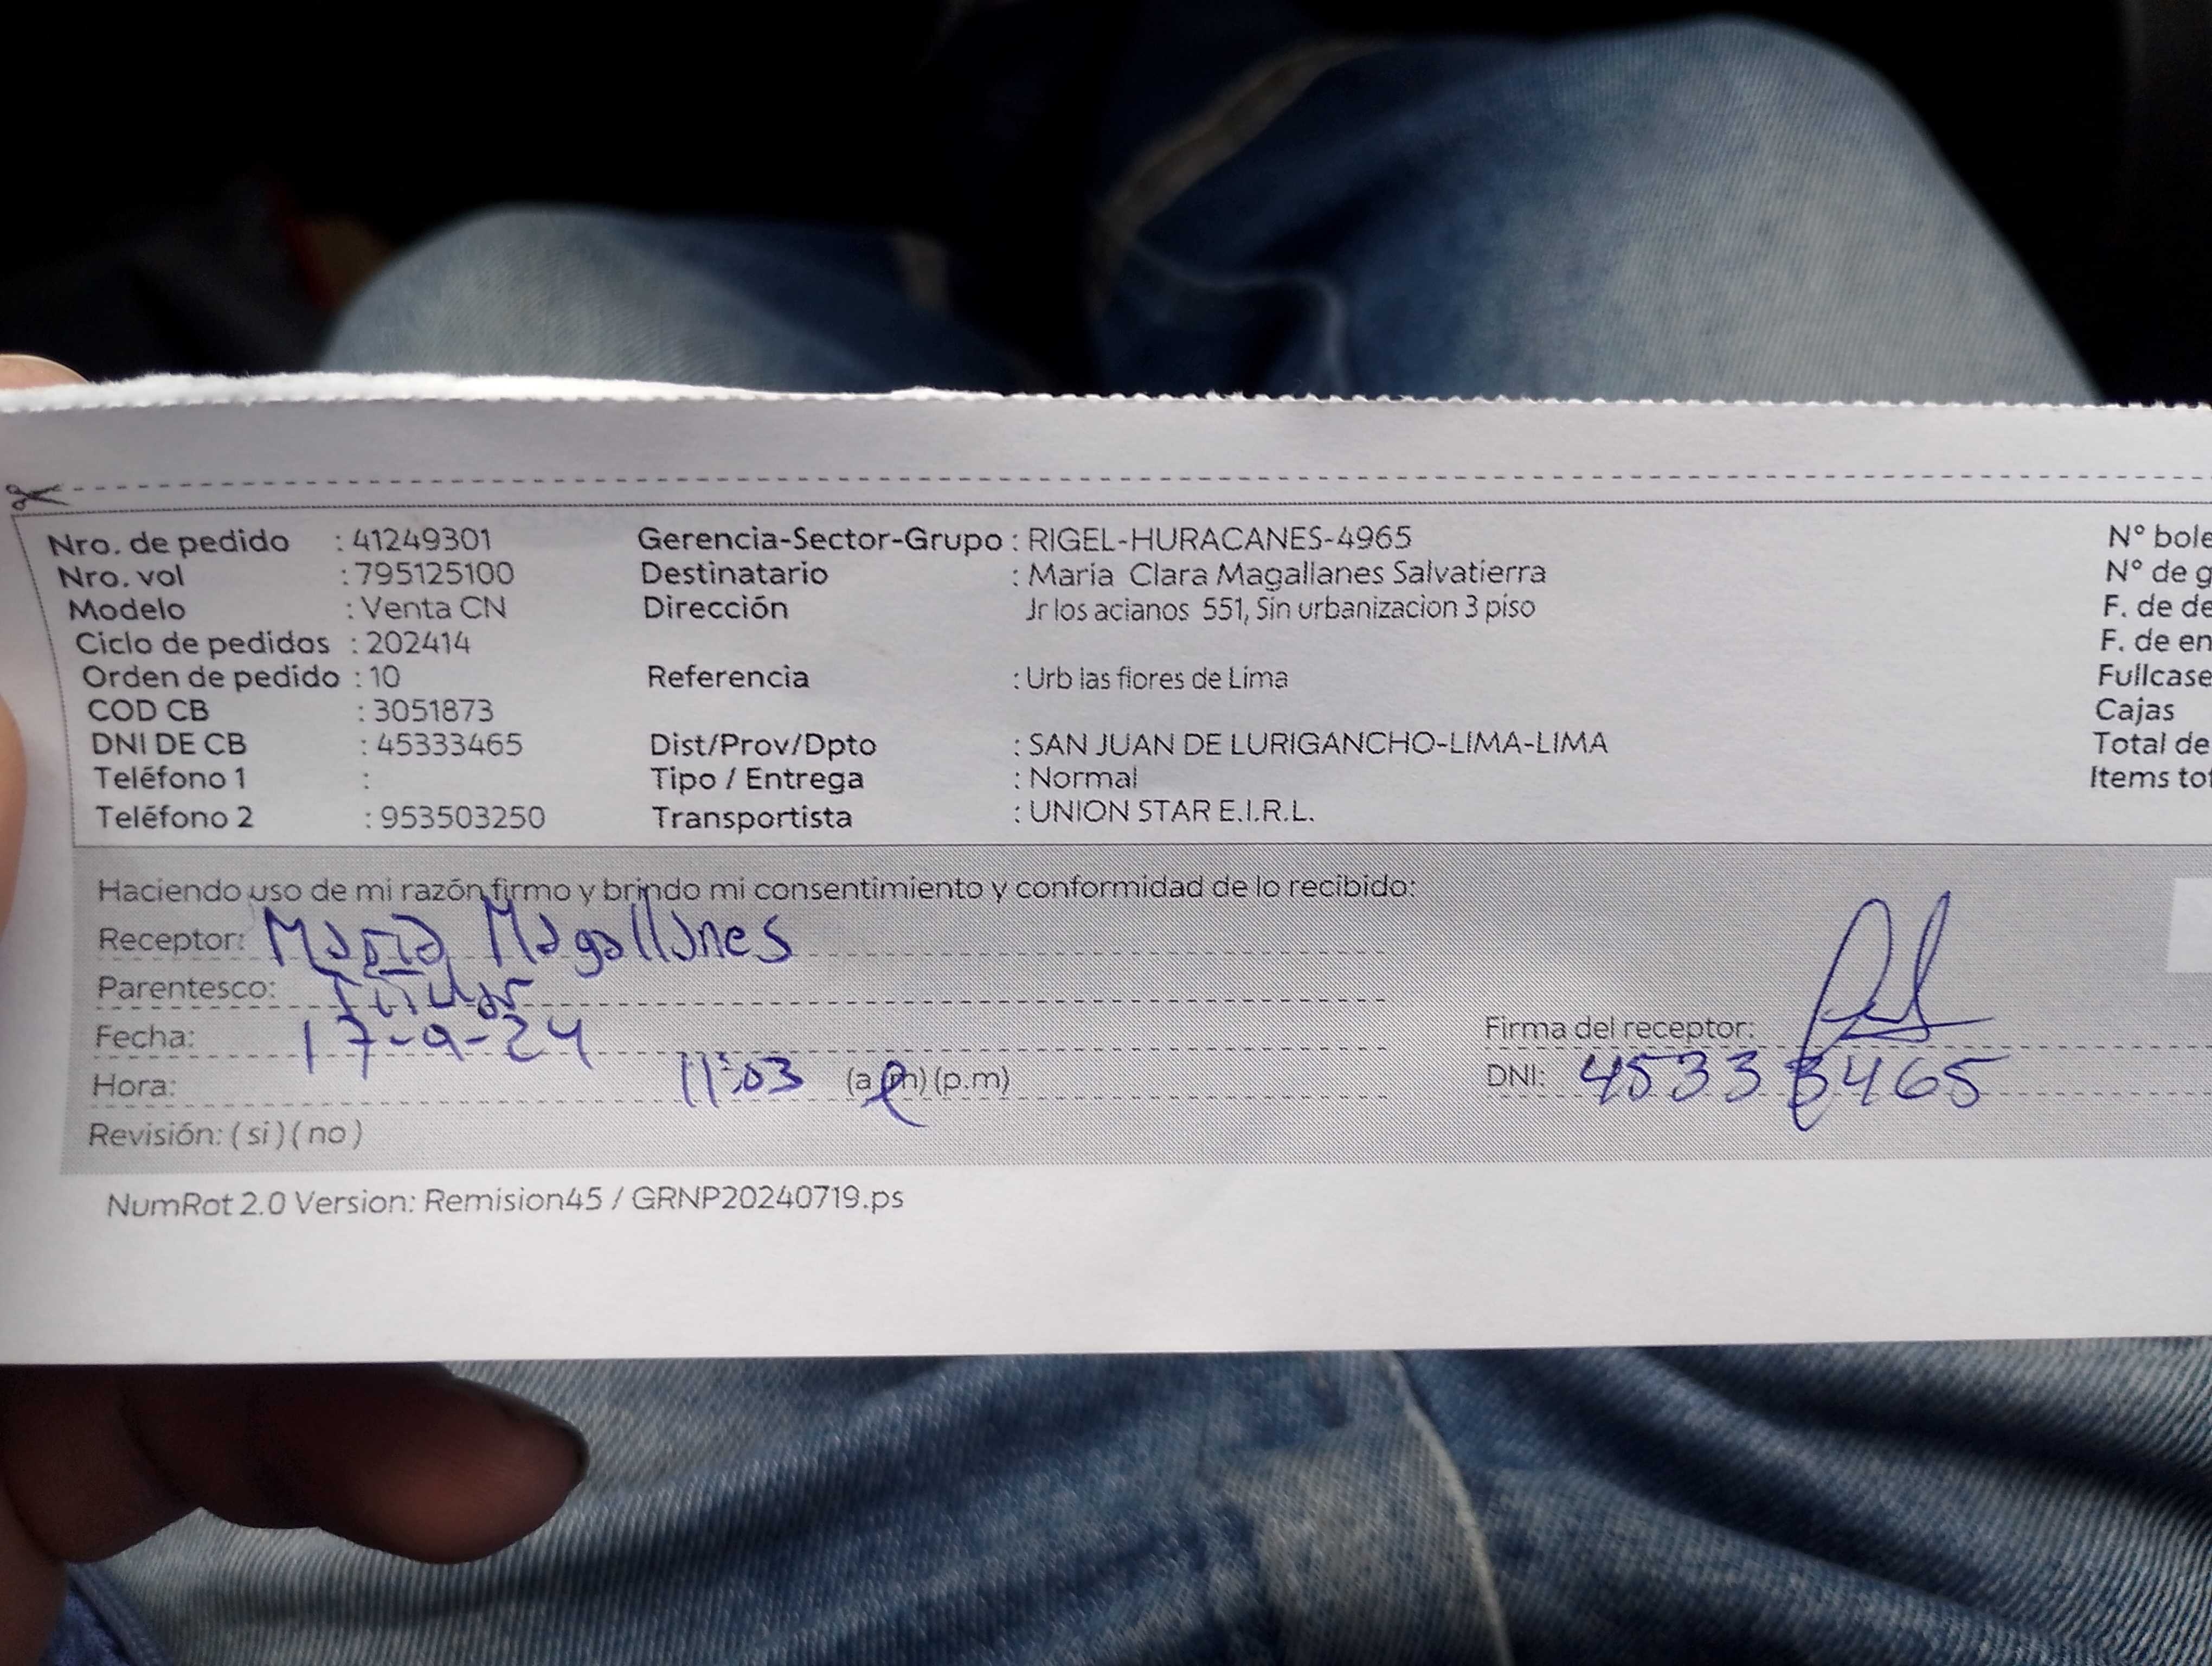 Nro. de pedido : 41249301 Gerencia-Sector-Grupo : RIGEL-HURACANES-4965 N° bole
Nro. vol : 795125100 Destinatario : María Clara Magallanes Salvatierra N° de g
Modelo : Venta CN Dirección Jr los acianos 551, Sin urbanizacion 3 piso F. de de
Ciclo de pedidos : 202414 F. de en
Orden de pedido : 10 Referencia : Urb las flores de Lima Fullcase
COD CB : 3051873 Cajas
DNI DE CB : 45333465 Dist/Prov/Dpto : SAN JUAN DE LURIGANCHO-LIMA-LIMA Total de
Teléfono 1 : Tipo / Entrega : Normal Items tot
Teléfono 2 : 953503250 Transportista : UNION STAR E.I.R.L.
Haciendo uso de mi razón firmo y brindo mi consentimiento y conformidad de lo recibido:
Receptor: Maria Magallanes
Parentesco: Titular
Fecha: 17-9-24 Firma del receptor:
Hora: 11:03 (a.m) (p.m) DNI: 45333465
Revisión: ( si ) ( no )
NumRot 2.0 Version: Remision45 / GRNP20240719.ps